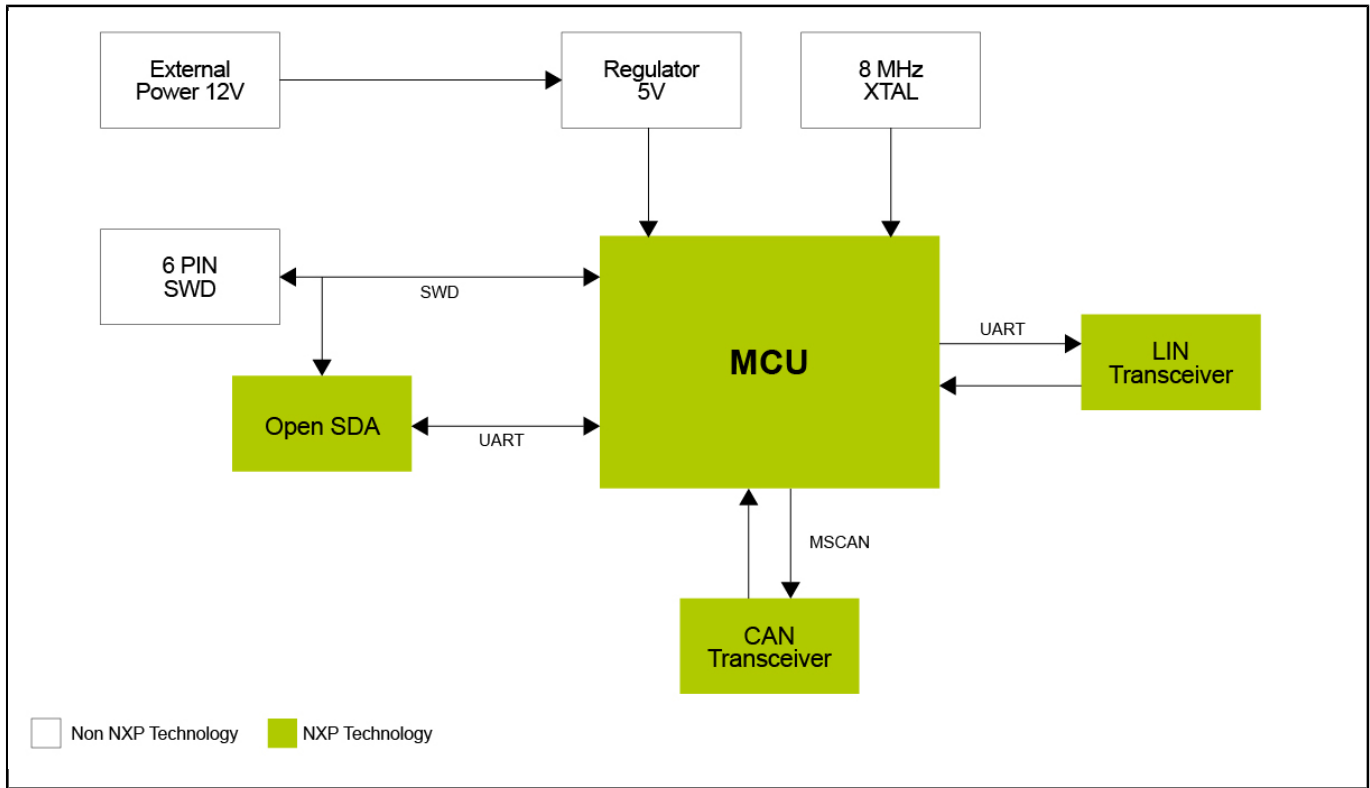 External
Power 12V
Regulator
5V
8 MHz
XTAL
6 PIN
SWD
SWD
MCU
UART
LIN
Transceiver
Open SDA
UART
MSCAN
CAN
Transceiver
Non NXP Technology
NXP Technology